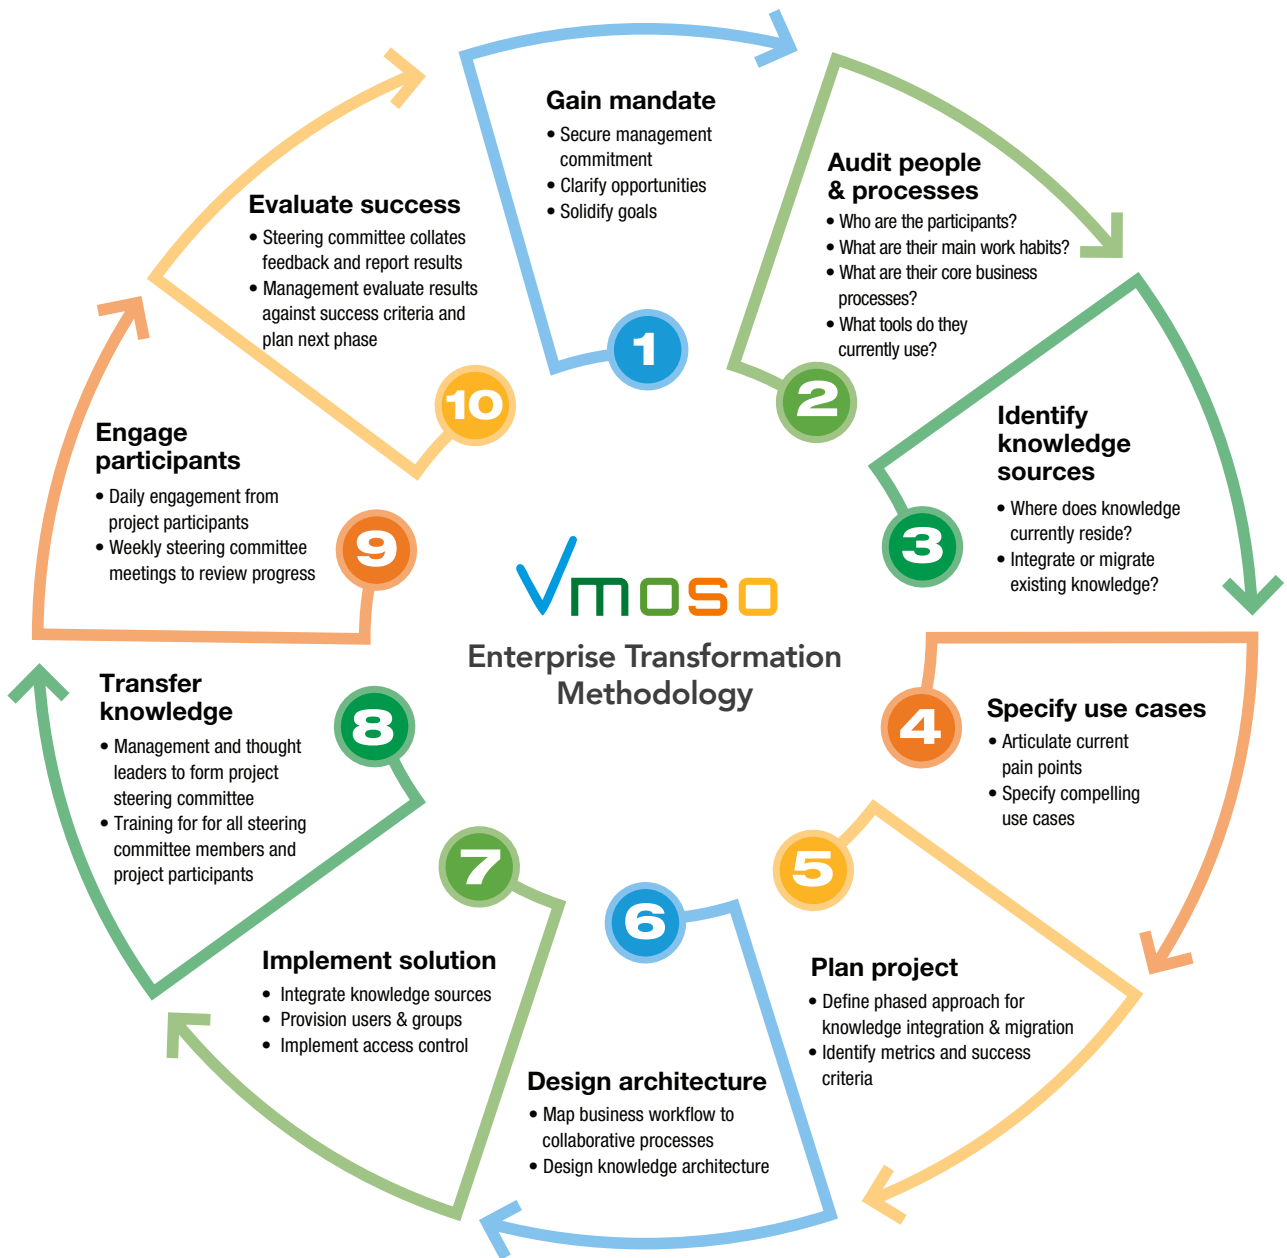 Gain mandate
• Secure management
commitment
• Clarify opportunities
• Solidify goals
1
Audit people
& processes
• Who are the participants?
• What are their main work habits?
• What are their core business
processes?
• What tools do they
currently use?
2
Identify
knowledge
sources
• Where does knowledge
currently reside?
• Integrate or migrate
existing knowledge?
3
Specify use cases
• Articulate current
pain points
• Specify compelling
use cases
4
Plan project
• Define phased approach for
knowledge integration & migration
• Identify metrics and success
criteria
5
Design architecture
• Map business workflow to
collaborative processes
• Design knowledge architecture
6
Implement solution
• Integrate knowledge sources
• Provision users & groups
• Implement access control
7
Transfer
knowledge
• Management and thought
leaders to form project
steering committee
• Training for for all steering
committee members and
project participants
8
Engage
participants
• Daily engagement from
project participants
• Weekly steering committee
meetings to review progress
9
Evaluate success
• Steering committee collates
feedback and report results
• Management evaluate results
against success criteria and
plan next phase
10
Vmoso
Enterprise Transformation
Methodology